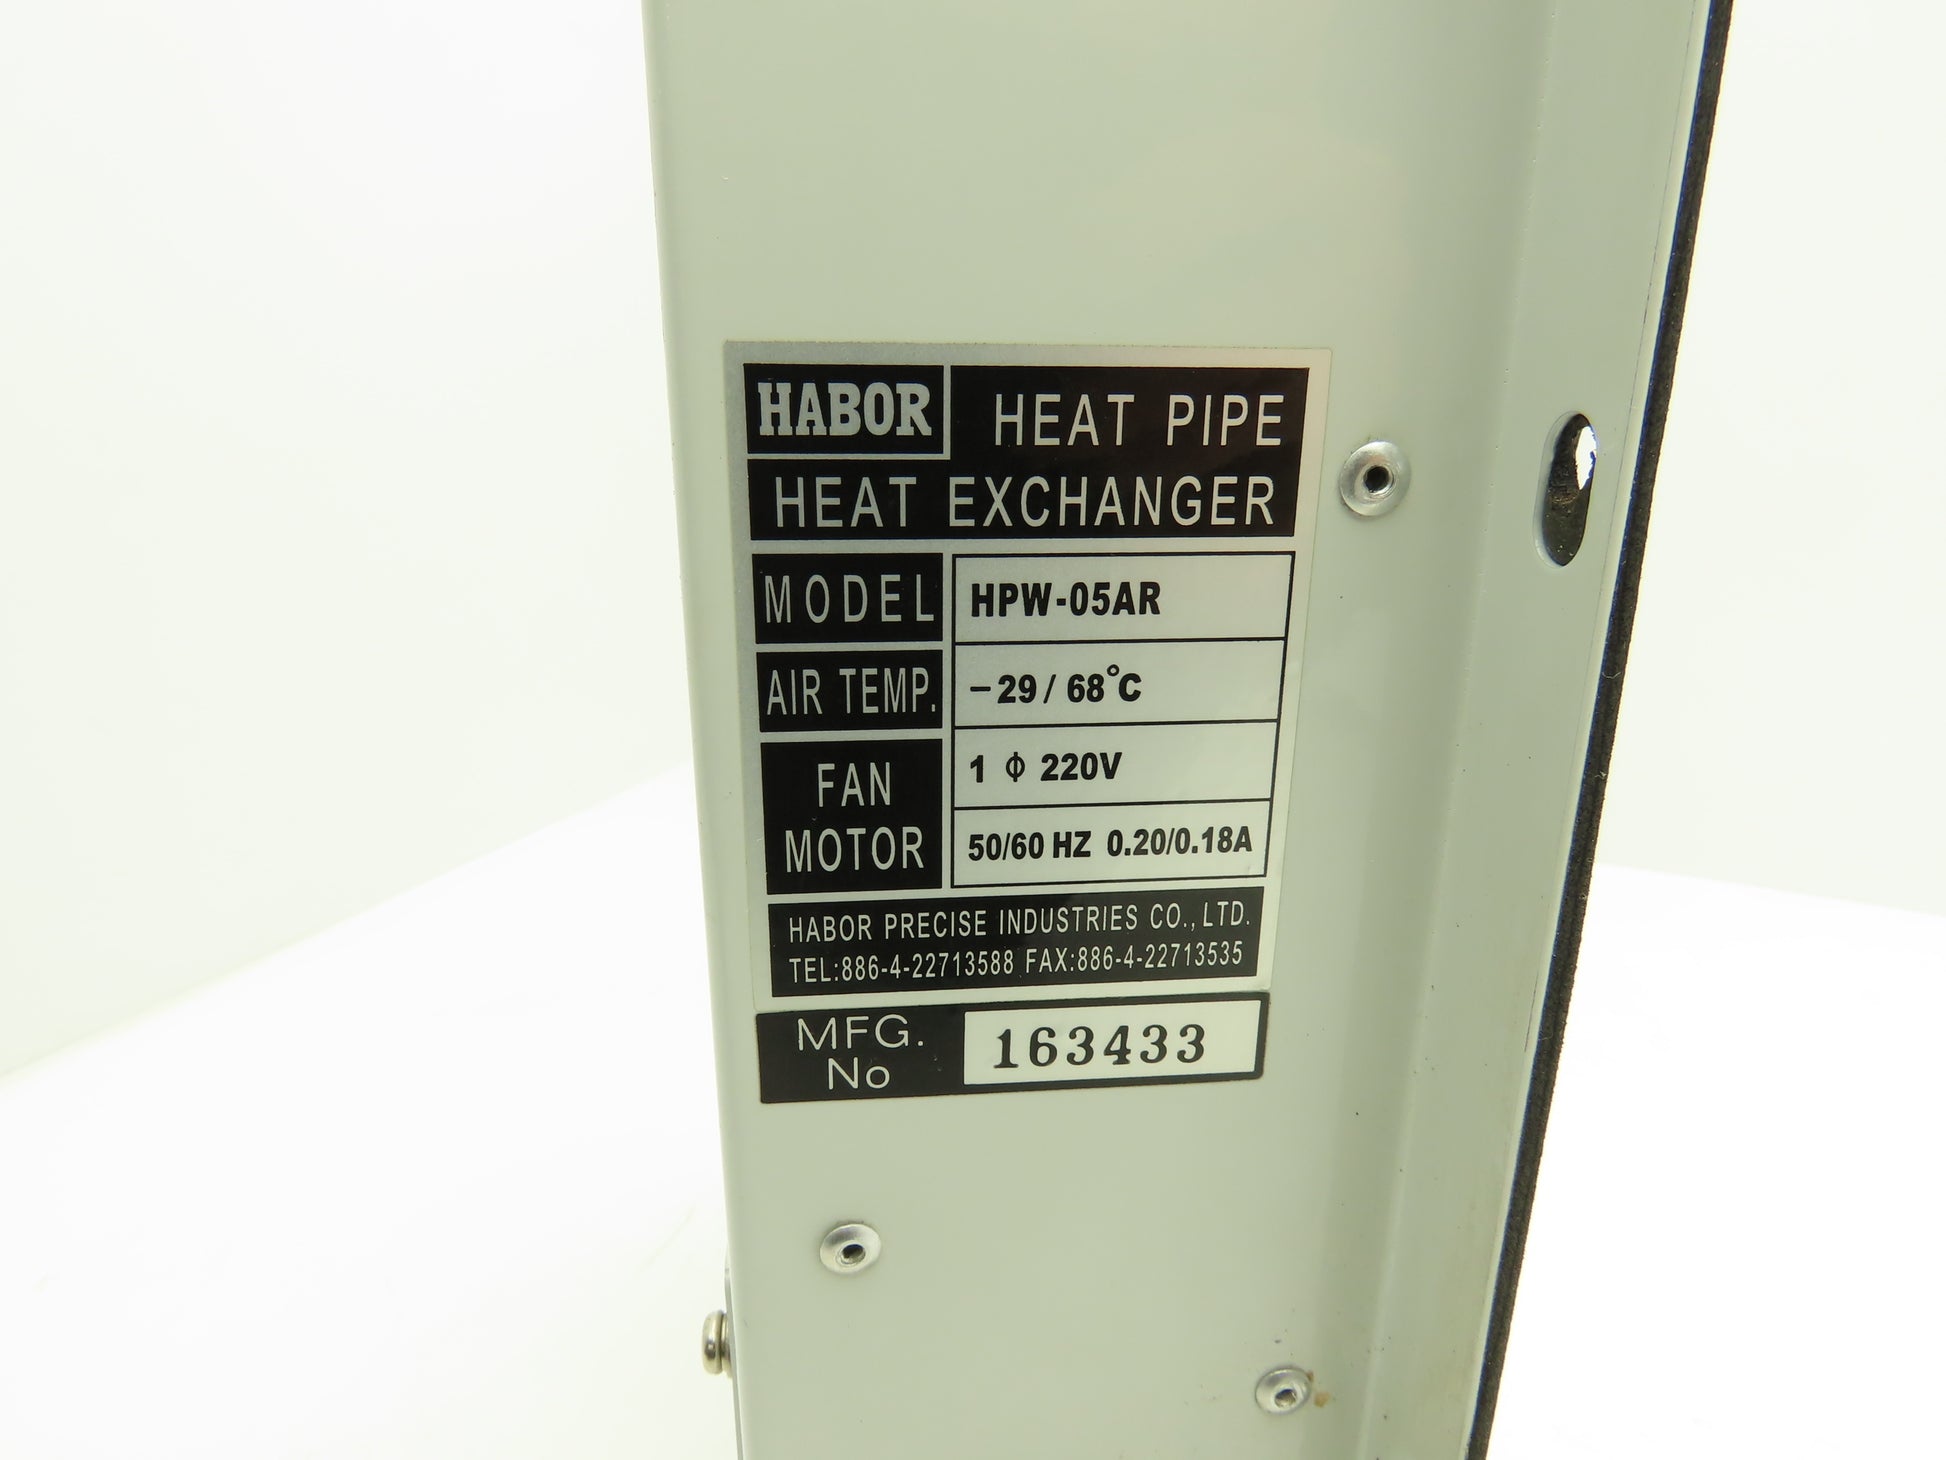 HABOR HEAT PIPE
HEAT EXCHANGER
MODEL HPW-05AR
AIR TEMP. -29/68°C
FAN MOTOR 1 Φ 220V
50/60 HZ 0.20/0.18A
HABOR PRECISE INDUSTRIES CO.,LTD.
TEL:886-4-22713588 FAX:886-4-22713535
MFG. No 163433